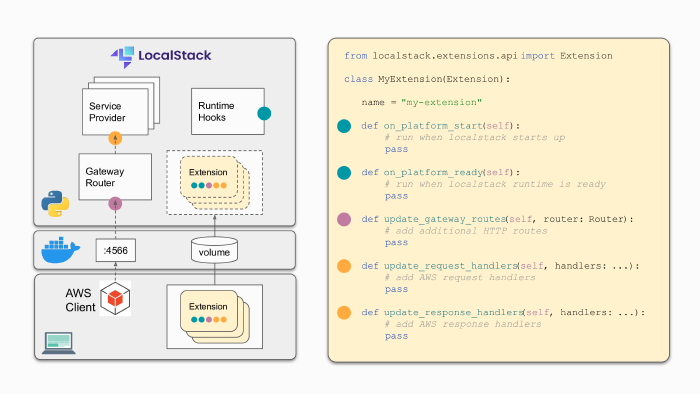 LocalStack
Service
Provider
Runtime
Hooks
Gateway
Router
Extension
:4566
volume
AWS
Client
Extension
from localstack.extensions.api import Extension
class MyExtension(Extension):
name = "my-extension"
def on_platform_start(self):
# run when localstack starts up
pass
def on_platform_ready(self):
# run when localstack runtime is ready
pass
def update_gateway_routes(self, router: Router):
# add additional HTTP routes
pass
def update_request_handlers(self, handlers: ...):
# add AWS request handlers
pass
def update_response_handlers(self, handlers: ...):
# add AWS response handlers
pass